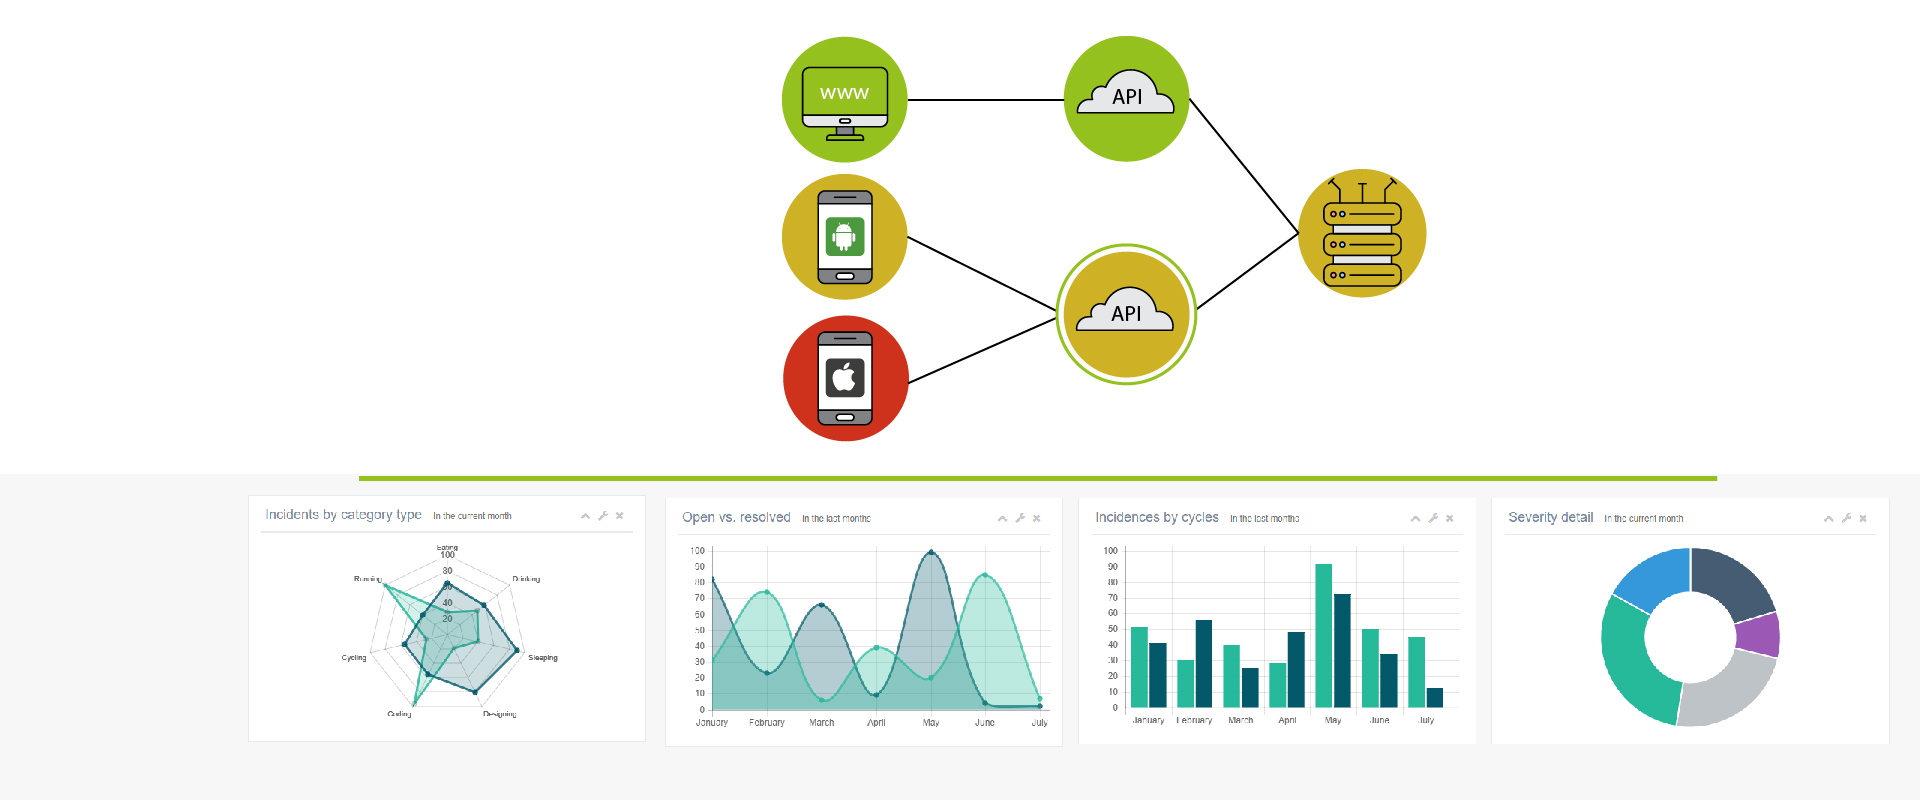 WWW
API
API
Incidents by category type In the current month
Eating
100
Running
80
Drinking
60
40
20
Cycling
Sleeping
Coding
Designing
Open vs. resolved In the last months
100
90
80
70
60
50
40
30
20
10
0
January February March April May June July
Incidences by cycles In the last months
100
90
80
70
60
50
40
30
20
10
0
January February March April May June July
Severity detail In the current month